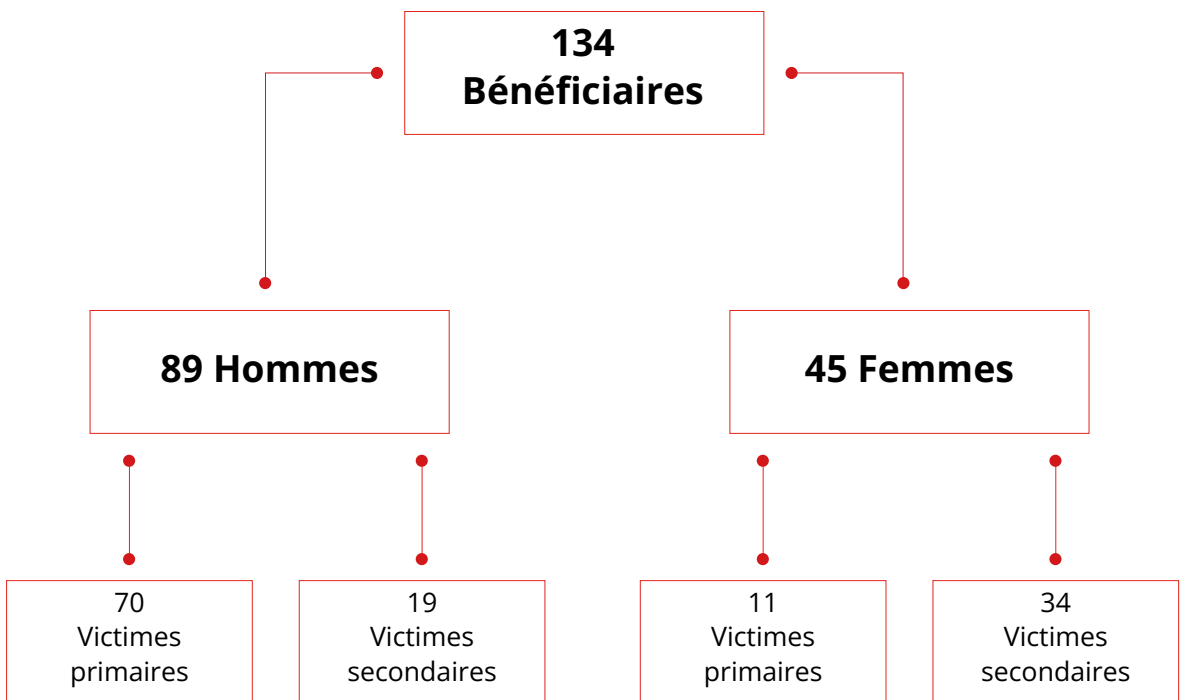 134
Bénéficiaires
89 Hommes
45 Femmes
70
Victimes
primaires
19
Victimes
secondaires
11
Victimes
primaires
34
Victimes
secondaires